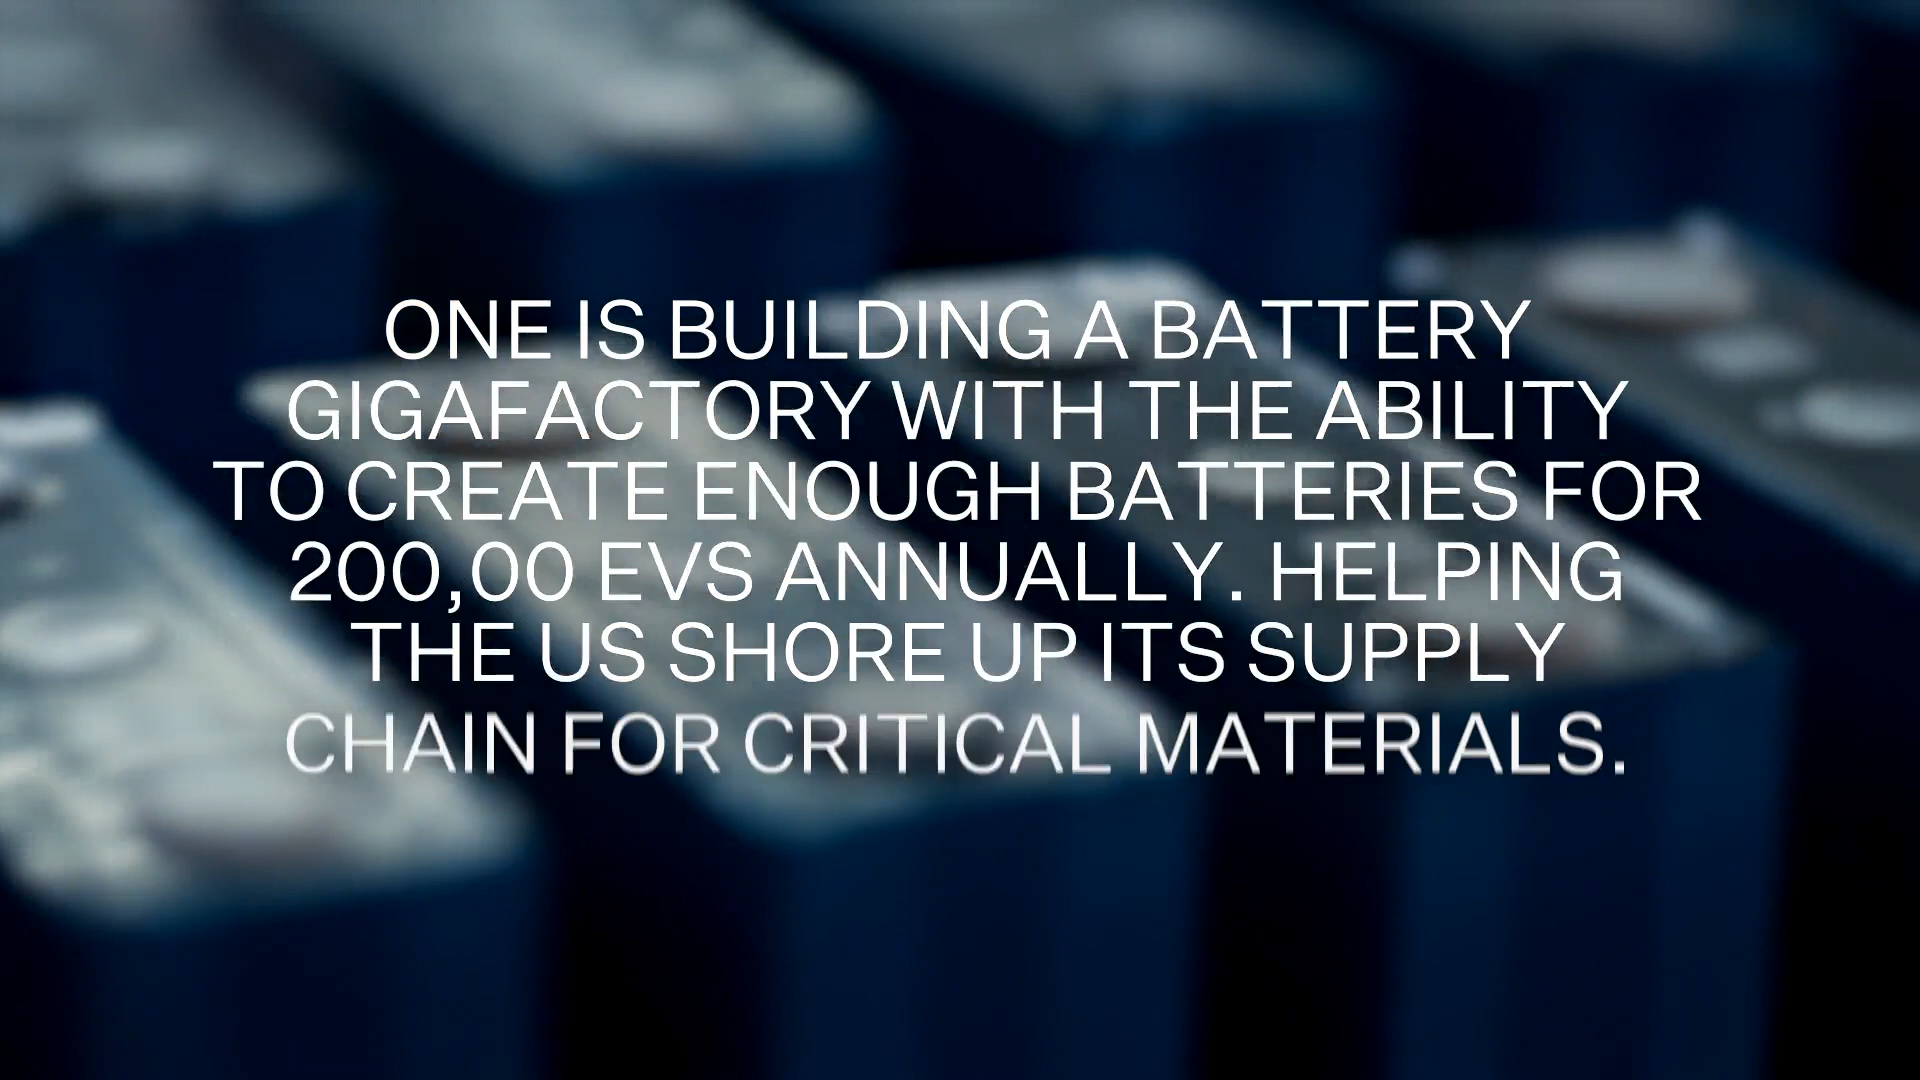 ONE IS BUILDING A BATTERY
GIGAFACTORY WITH THE ABILITY
TO CREATE ENOUGH BATTERIES FOR
200,00 EVS ANNUALLY. HELPING
THE US SHORE UP ITS SUPPLY
CHAIN FOR CRITICAL MATERIALS.